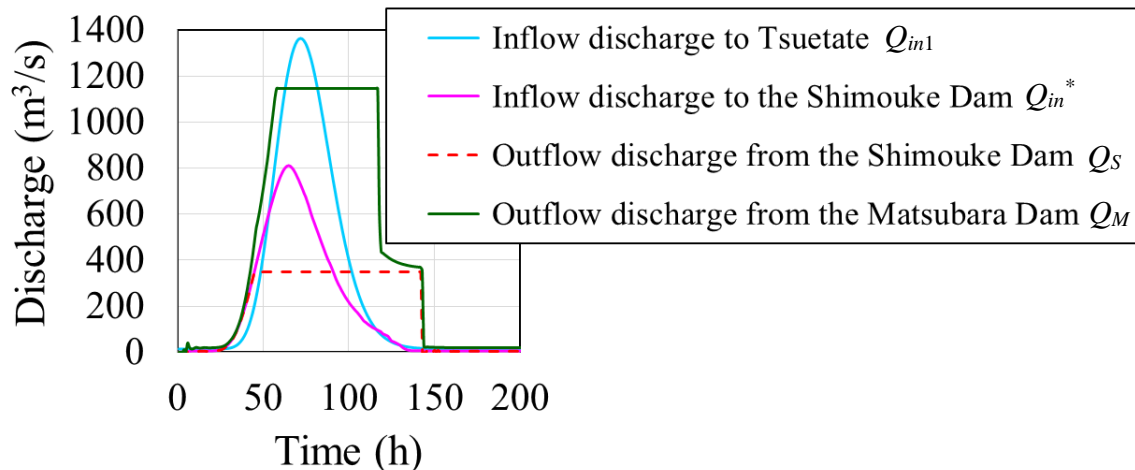 1400
1200
1000
800
600
400
200
0
Discharge (m³/s)
0 50 100 150 200
Time (h)
Inflow discharge to Tsuetate Qin1
Inflow discharge to the Shimouke Dam Qin*
Outflow discharge from the Shimouke Dam QS
Outflow discharge from the Matsubara Dam QM